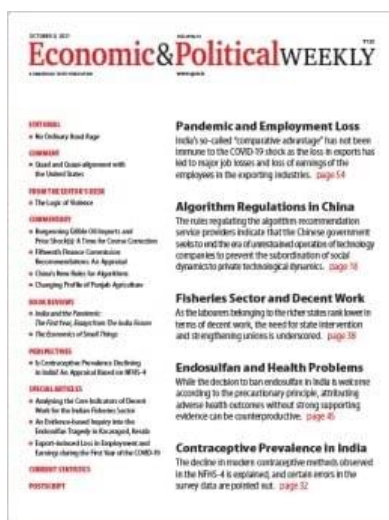 OCTOBER 9, 2021
Economic&PoliticalWEEKLY
A SAMEEKSHA TRUST PUBLICATION
www.epw.in
EDITORIAL
No Ordinary Road Rage
COMMENT
Quad and Quasi-alignment with
the United States
FROM THE EDITOR'S DESK
The Logic of Violence
COMMENTARY
Burgeoning Edible Oil Imports and
Price Shock(s): A Time for Course Correction
Fifteenth Finance Commission
Recommendations: An Appraisal
China's New Rules for Algorithms
Changing Profile of Punjab Agriculture
BOOK REVIEWS
India and the Pandemic:
The First Year, Essays from The India Forum
The Economics of Small Things
PERSPECTIVES
Is Contraceptive Prevalence Declining
in India? An Appraisal Based on NFHS-4
SPECIAL ARTICLES
Analysing the Core Indicators of Decent
Work for the Indian Fisheries Sector
An Evidence-based Inquiry into the
Endosulfan Tragedy in Kasaragod, Kerala
Export-induced Loss in Employment and
Earnings during the First Year of the COVID-19
CURRENT STATISTICS
POSTSCRIPT
Pandemic and Employment Loss
India's so-called "comparative advantage" has not been
immune to the COVID-19 shock as the loss in exports has
led to major job losses and loss of earnings of the
employees in the exporting industries. page 54
Algorithm Regulations in China
The rules regulating the algorithm recommendation
service providers indicate that the Chinese government
seeks to end the era of unrestrained operation of technology
companies to prevent the subordination of social
dynamics to private technological dynamics. page 18
Fisheries Sector and Decent Work
As the labourers belonging to the richer states rank lower in
terms of decent work, the need for state intervention
and strengthening unions is underscored. page 38
Endosulfan and Health Problems
While the decision to ban endosulfan in India is welcome
according to the precautionary principle, attributing
adverse health outcomes without strong supporting
evidence can be counterproductive. page 45
Contraceptive Prevalence in India
The decline in modern contraceptive methods observed
in the NFHS-4 is explained, and certain errors in the
survey data are pointed out. page 32